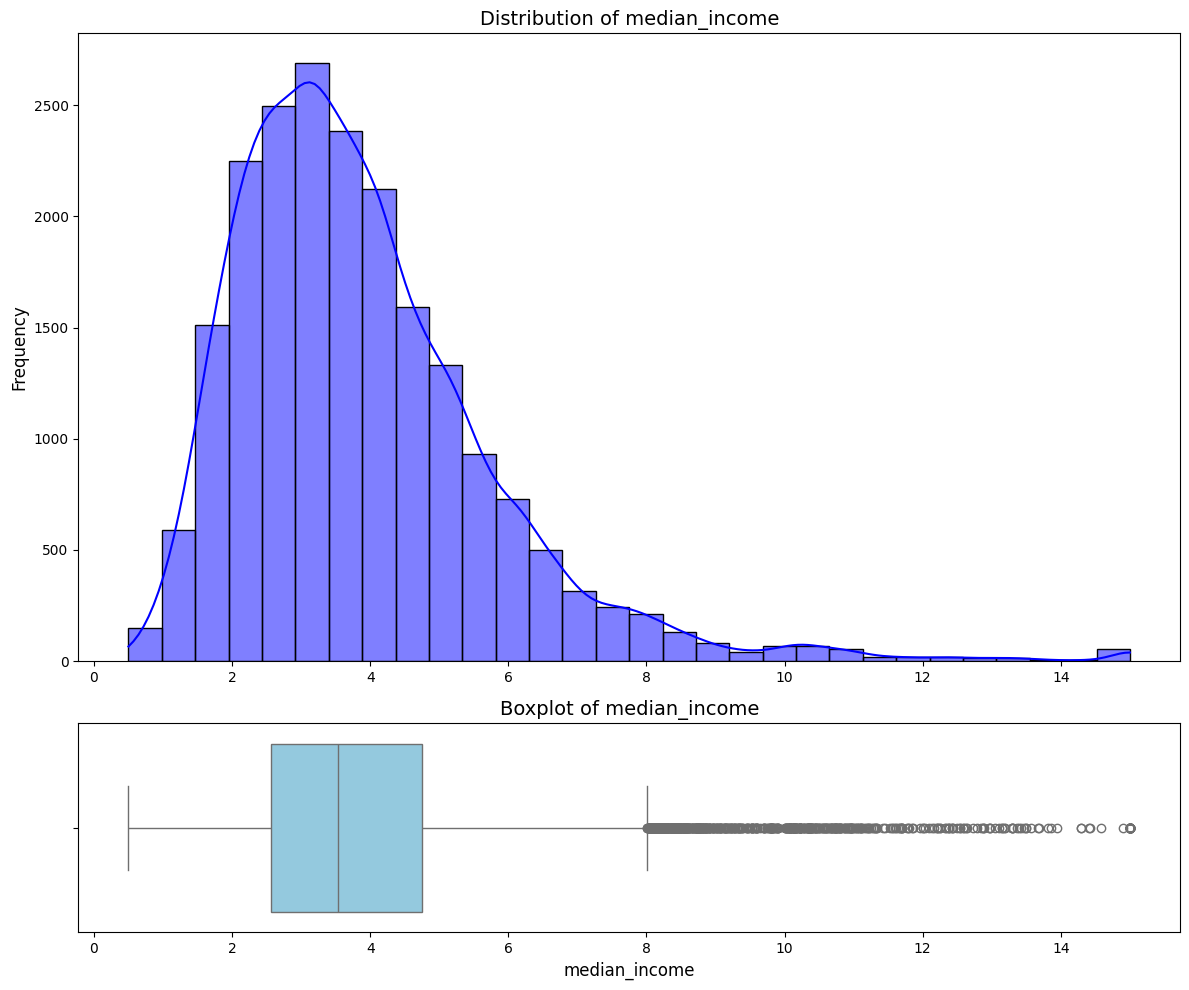 Distribution of median_income
Frequency
2500
2000
1500
1000
500
0
0 2 4 6 8 10 12 14
Boxplot of median_income
0 2 4 6 8 10 12 14
median_income